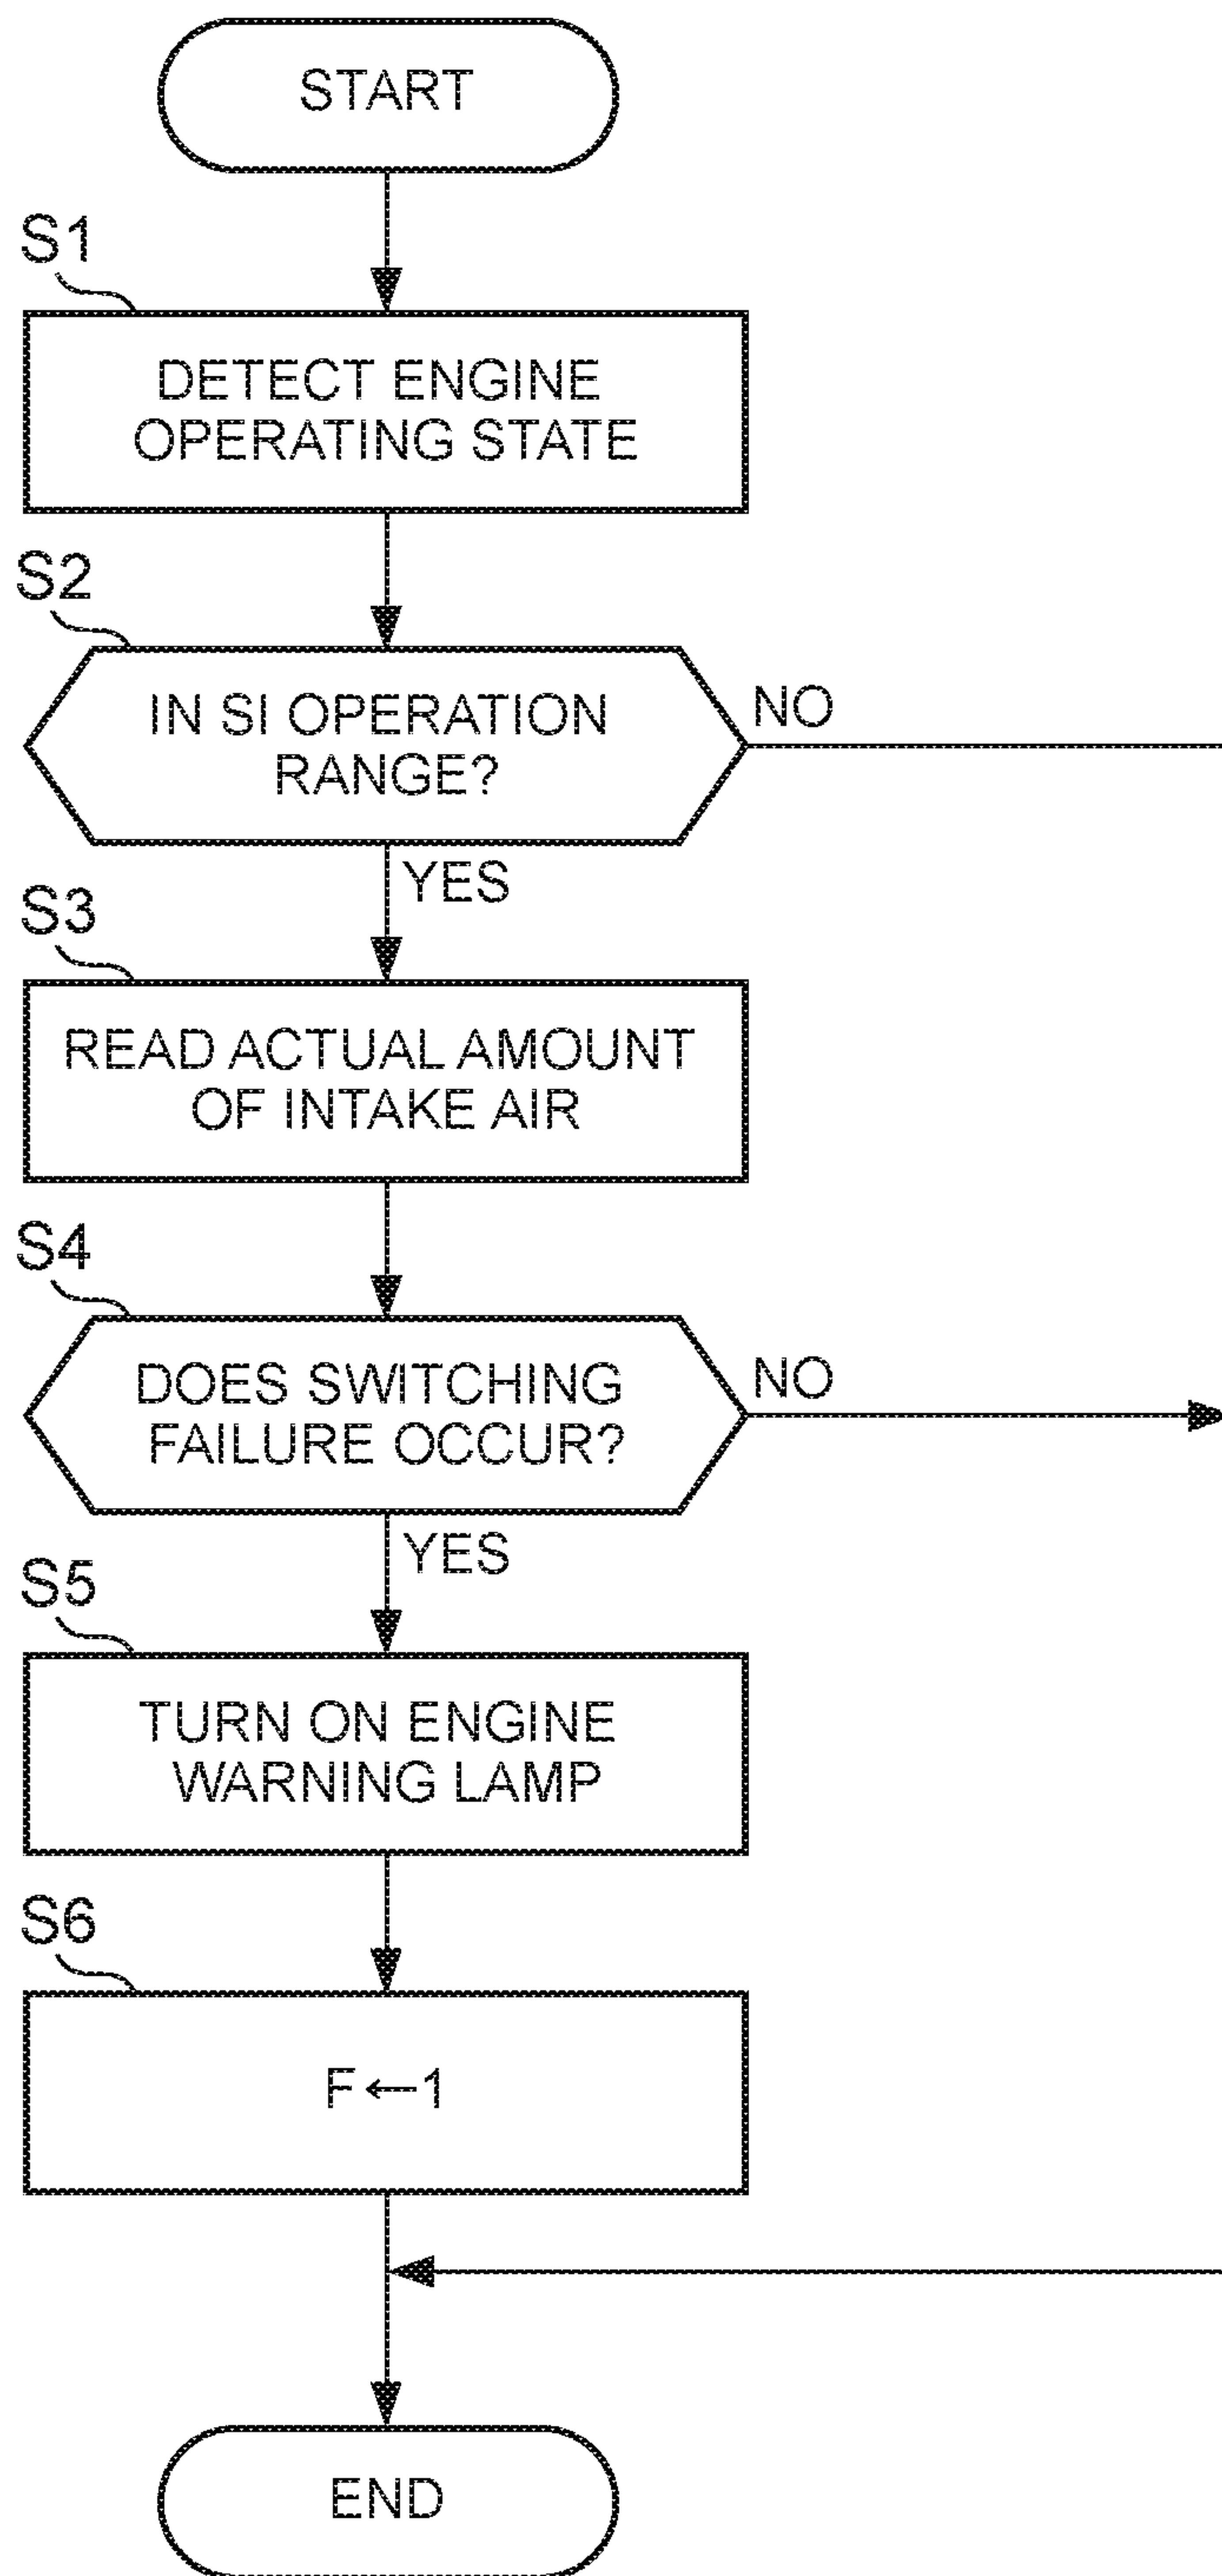 START
S1
DETECT ENGINE
OPERATING STATE
S2
IN SI OPERATION
RANGE?
NO
YES
S3
READ ACTUAL AMOUNT
OF INTAKE AIR
S4
DOES SWITCHING
FAILURE OCCUR?
NO
YES
S5
TURN ON ENGINE
WARNING LAMP
S6
F←1
END